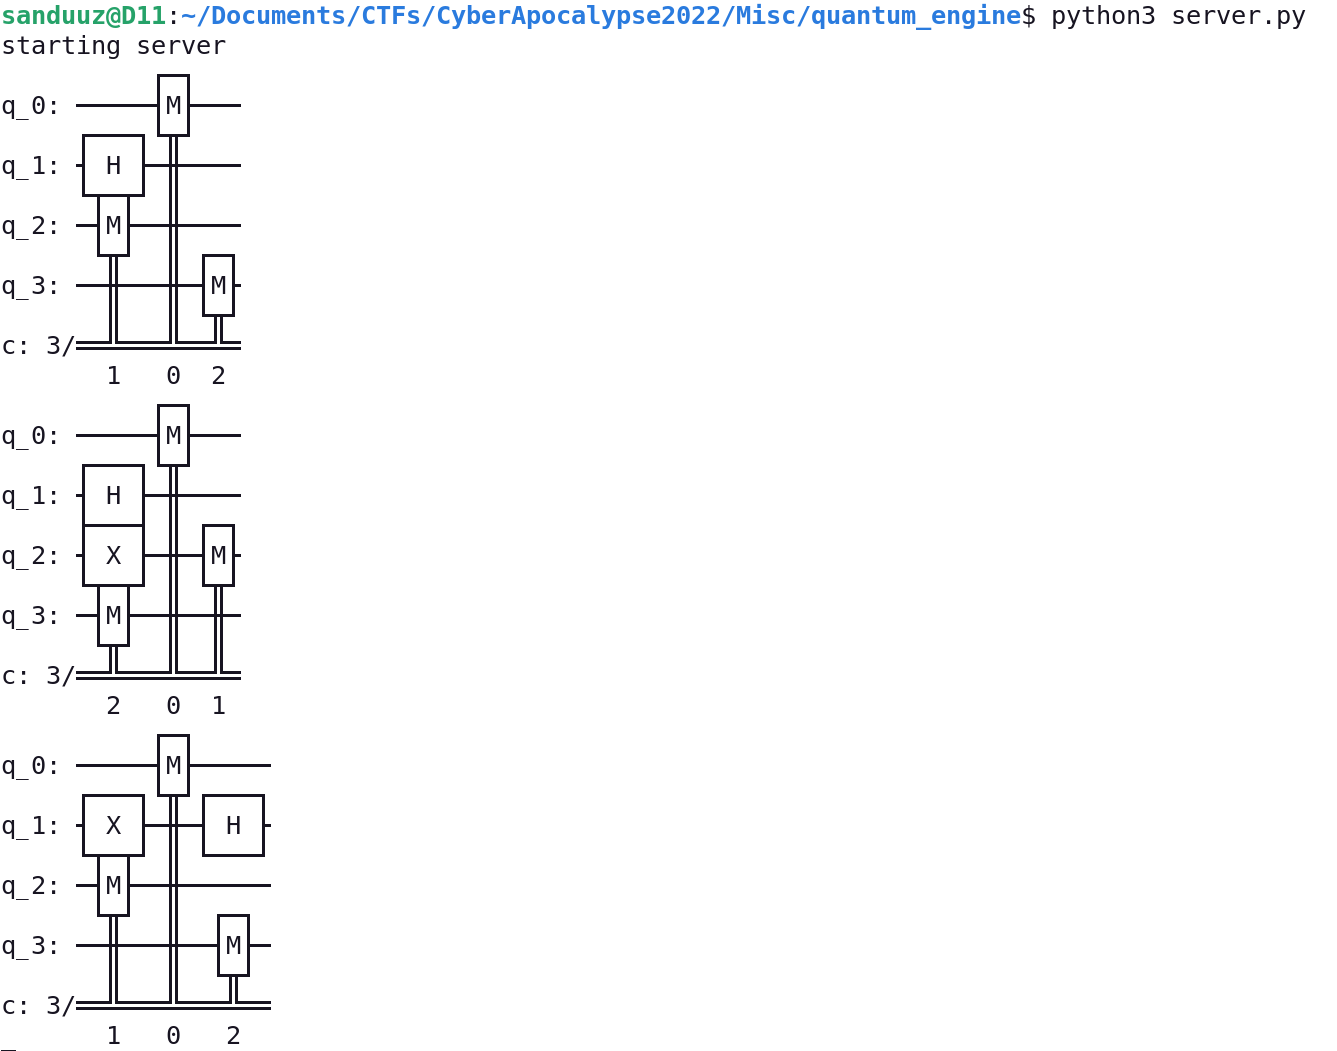 sanduuz@D11:~/Documents/CTFs/CyberApocalypse2022/Misc/quantum_engine$ python3 server.py
starting server
M
q_0:
H
q_1:
M
q_2:
M
q_3:
c: 3/
1 0 2
M
q_0:
H
q_1:
X M
q_2:
M
q_3:
c: 3/
2 0 1
M
q_0:
X H
q_1:
M
q_2:
M
q_3:
c: 3/
1 0 2